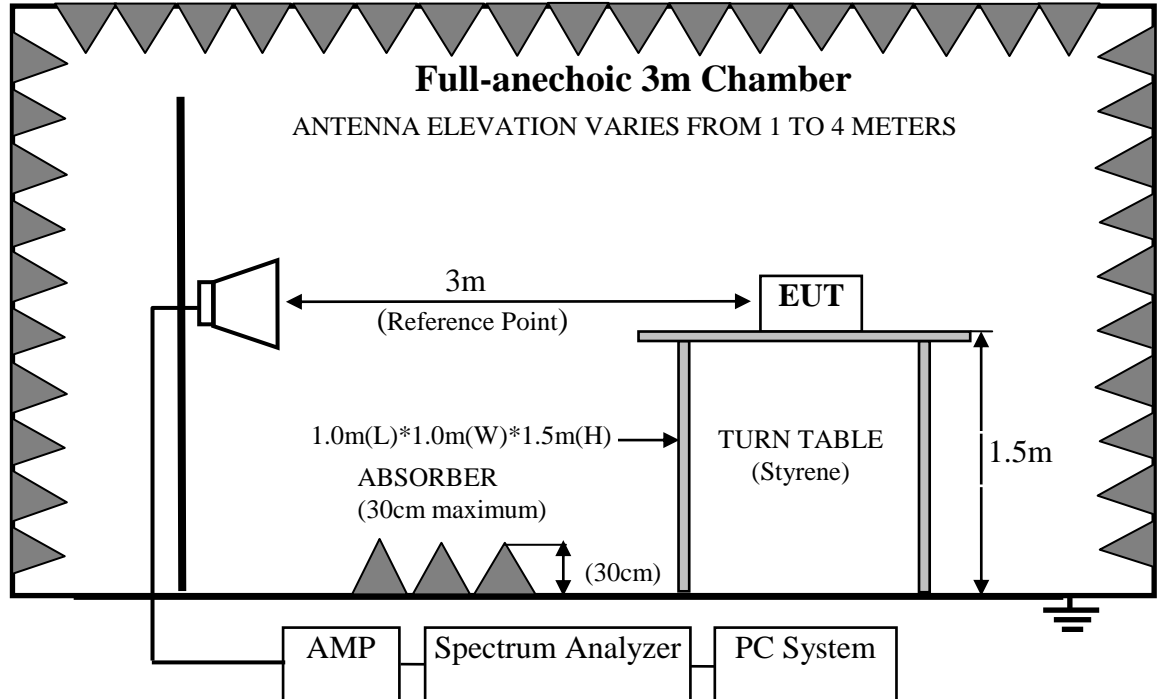 Full-anechoic 3m Chamber
ANTENNA ELEVATION VARIES FROM 1 TO 4 METERS
3m
(Reference Point)
EUT
1.0m(L)*1.0m(W)*1.5m(H)
TURN TABLE
(Styrene)
1.5m
ABSORBER
(30cm maximum)
(30cm)
AMP
Spectrum Analyzer
PC System